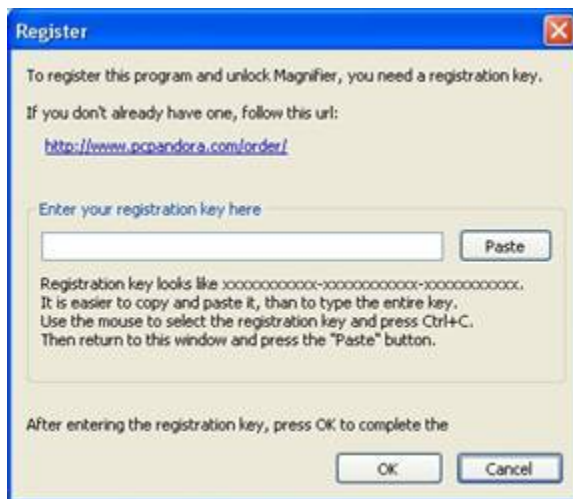 Register
To register this program and unlock Magnifier, you need a registration key.
If you don't already have one, follow this url:
http://www.pcpandora.com/order/
Enter your registration key here
Paste
Registration key looks like xxxxxxxxxxx-xxxxxxxxxxx-xxxxxxxxxxx.
It is easier to copy and paste it, than to type the entire key.
Use the mouse to select the registration key and press Ctrl+C.
Then return to this window and press the "Paste" button.
After entering the registration key, press OK to complete the
OK Cancel